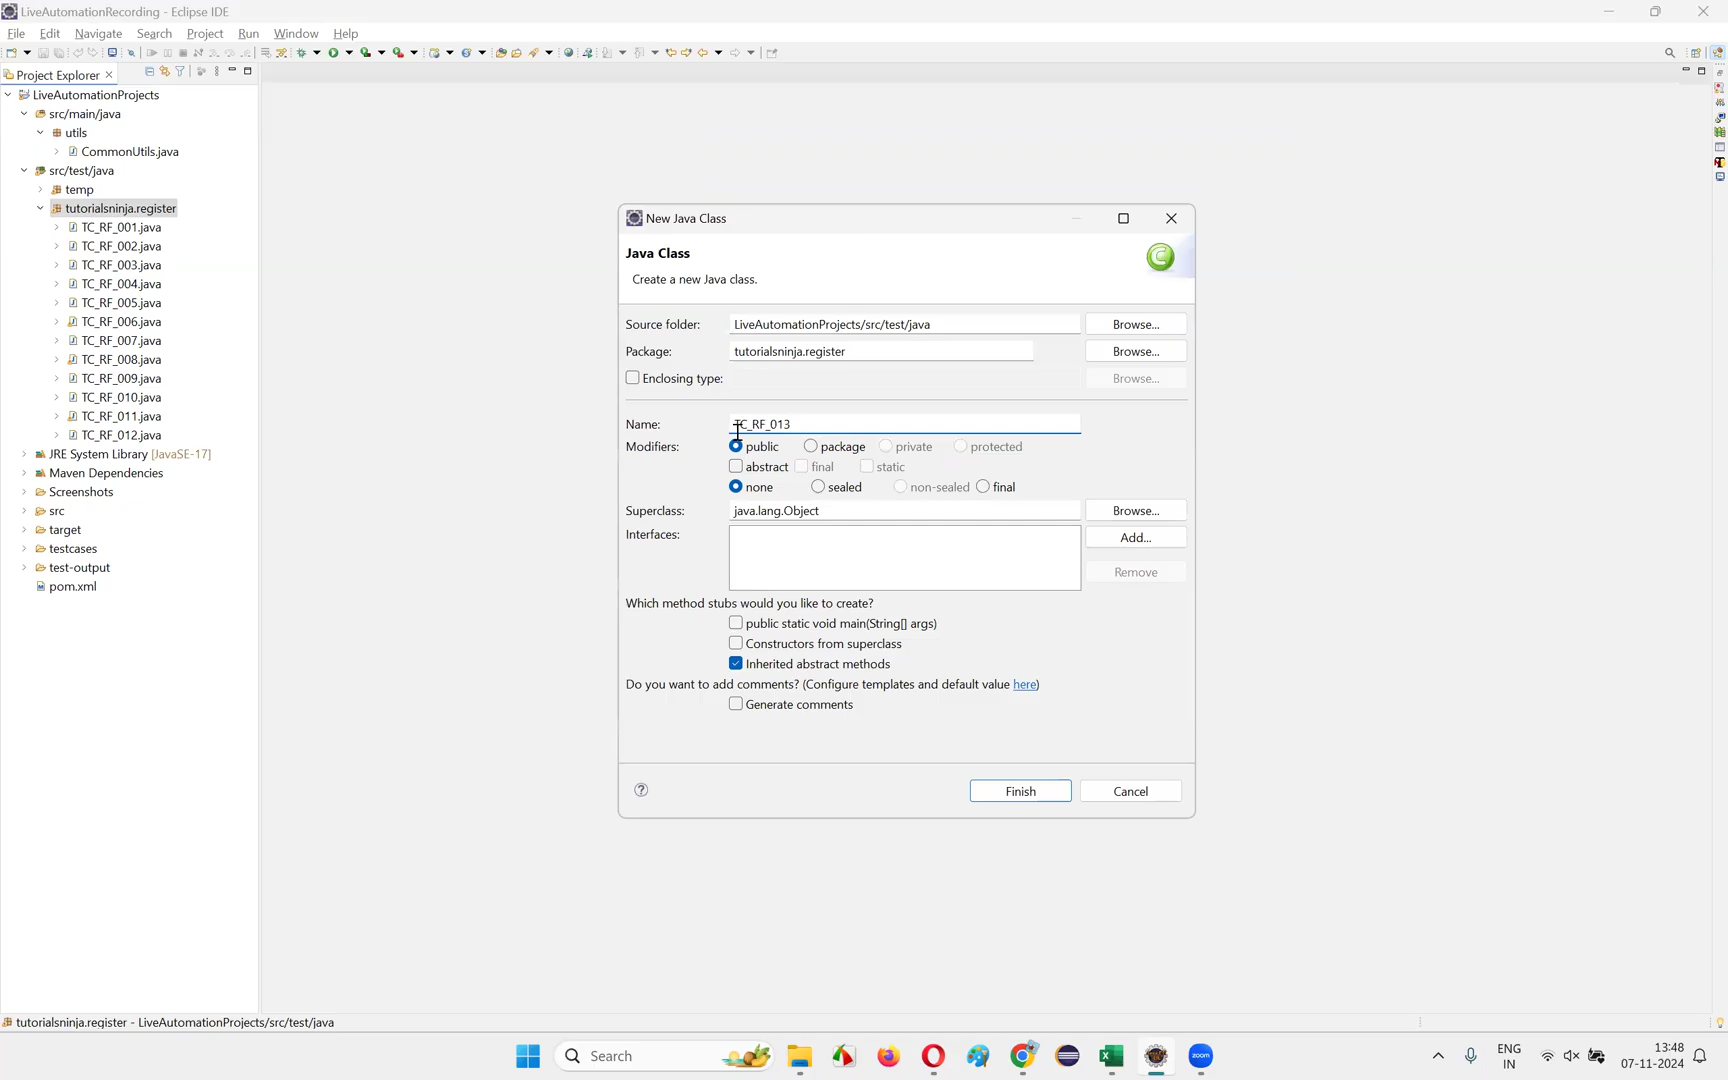 LiveAutomationRecording - Eclipse IDE
File Edit Navigate Search Project Run Window Help
Project Explorer
LiveAutomationProjects
src/main/java
utils
CommonUtils.java
src/test/java
temp
tutorialsninja.register
TC_RF_001.java
TC_RF_002.java
TC_RF_003.java
TC_RF_004.java
TC_RF_005.java
TC_RF_006.java
TC_RF_007.java
TC_RF_008.java
TC_RF_009.java
TC_RF_010.java
TC_RF_011.java
TC_RF_012.java
JRE System Library [JavaSE-17]
Maven Dependencies
Screenshots
src
target
testcases
test-output
pom.xml
New Java Class
Java Class
Create a new Java class.
Source folder: LiveAutomationProjects/src/test/java Browse...
Package: tutorialsninja.register Browse...
Enclosing type: Browse...
Name: TC_RF_013
Modifiers: public package private protected
abstract final static
none sealed non-sealed final
Superclass: java.lang.Object Browse...
Interfaces: Add...
Remove
Which method stubs would you like to create?
public static void main(String[] args)
Constructors from superclass
Inherited abstract methods
Do you want to add comments? (Configure templates and default value here)
Generate comments
Finish Cancel
tutorialsninja.register - LiveAutomationProjects/src/test/java
Search
zoom
ENG
IN
13:48
07-11-2024